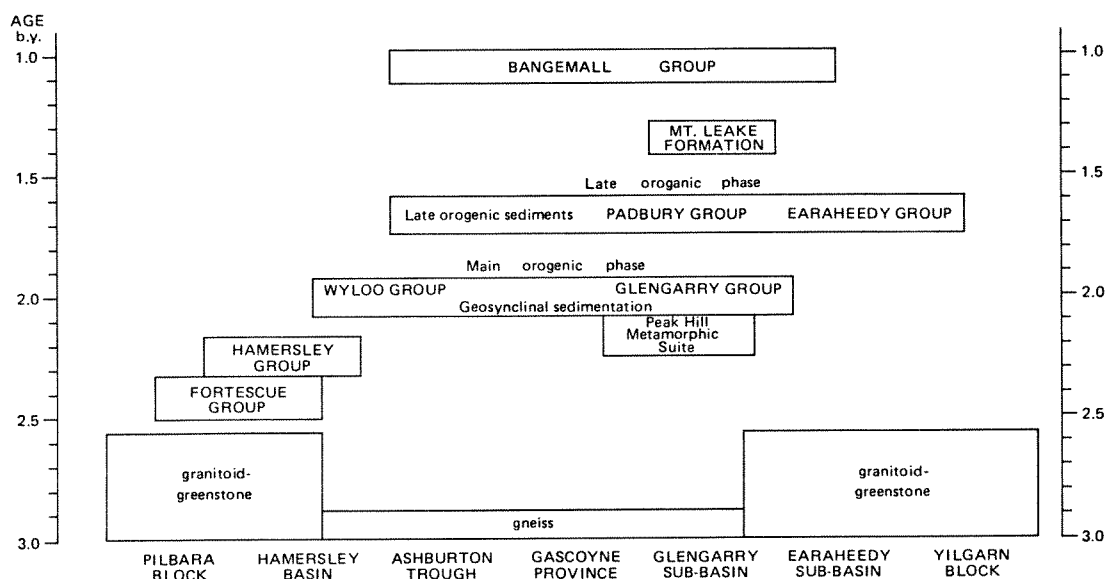 AGE
b.y.
1.0
1.0
BANGEMALL GROUP
MT. LEAKE
FORMATION
1.5
1.5
Late oroganic phase
Late orogenic sediments PADBURY GROUP EARAHEEDY GROUP
Main orogenic phase
WYLOO GROUP GLENGARRY GROUP
2.0
2.0
Geosynclinal sedimentation
Peak Hill
Metamorphic
Suite
HAMERSLEY
GROUP
FORTESCUE
GROUP
2.5
2.5
granitoid-
greenstone
granitoid-
greenstone
gneiss
3.0
3.0
PILBARA
BLOCK
HAMERSLEY
BASIN
ASHBURTON
TROUGH
GASCOYNE
PROVINCE
GLENGARRY
SUB-BASIN
EARAHEEDY
SUB-BASIN
YILGARN
BLOCK